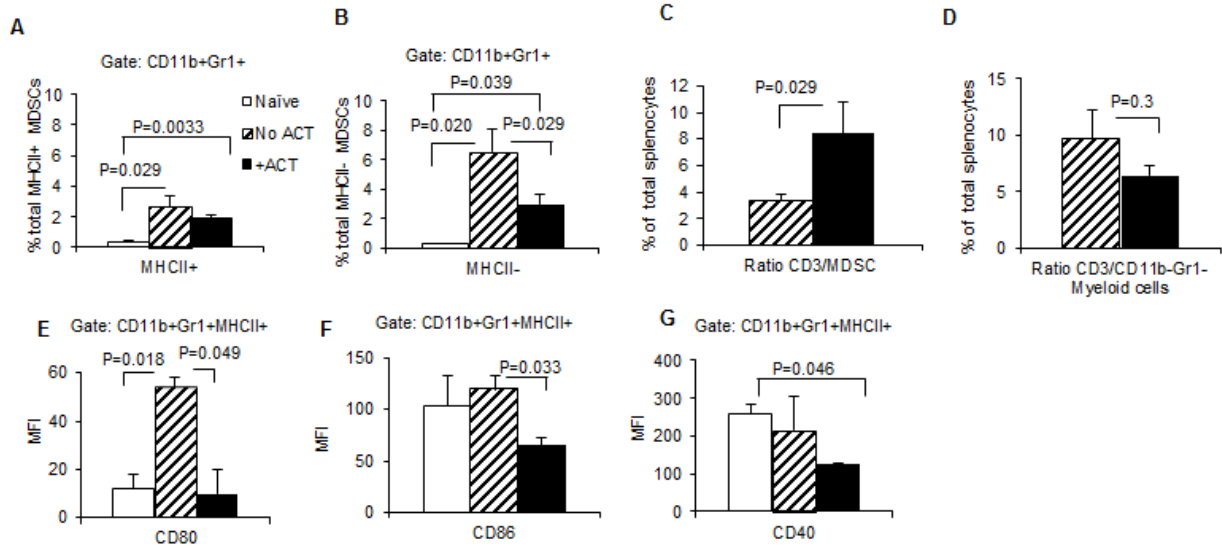 A
Gate: CD11b+Gr1+
% total MHCII+ MDSCs
10
8
6
4
2
0
P=0.0033
P=0.029
MHCII+
Naïve
No ACT
+ACT
B
Gate: CD11b+Gr1+
% total MHCII- MDSCs
10
8
6
4
2
0
P=0.039
P=0.020
P=0.029
MHCII-
C
% of total splenocytes
12
10
8
6
4
2
0
P=0.029
Ratio CD3/MDSC
D
% of total splenocytes
15
10
5
0
P=0.3
Ratio CD3/CD11b-Gr1-
Myeloid cells
E
Gate: CD11b+Gr1+MHCII+
MFI
60
40
20
0
P=0.018
P=0.049
CD80
F
Gate: CD11b+Gr1+MHCII+
MFI
150
100
50
0
P=0.033
CD86
G
Gate: CD11b+Gr1+MHCII+
MFI
400
300
200
100
0
P=0.046
CD40